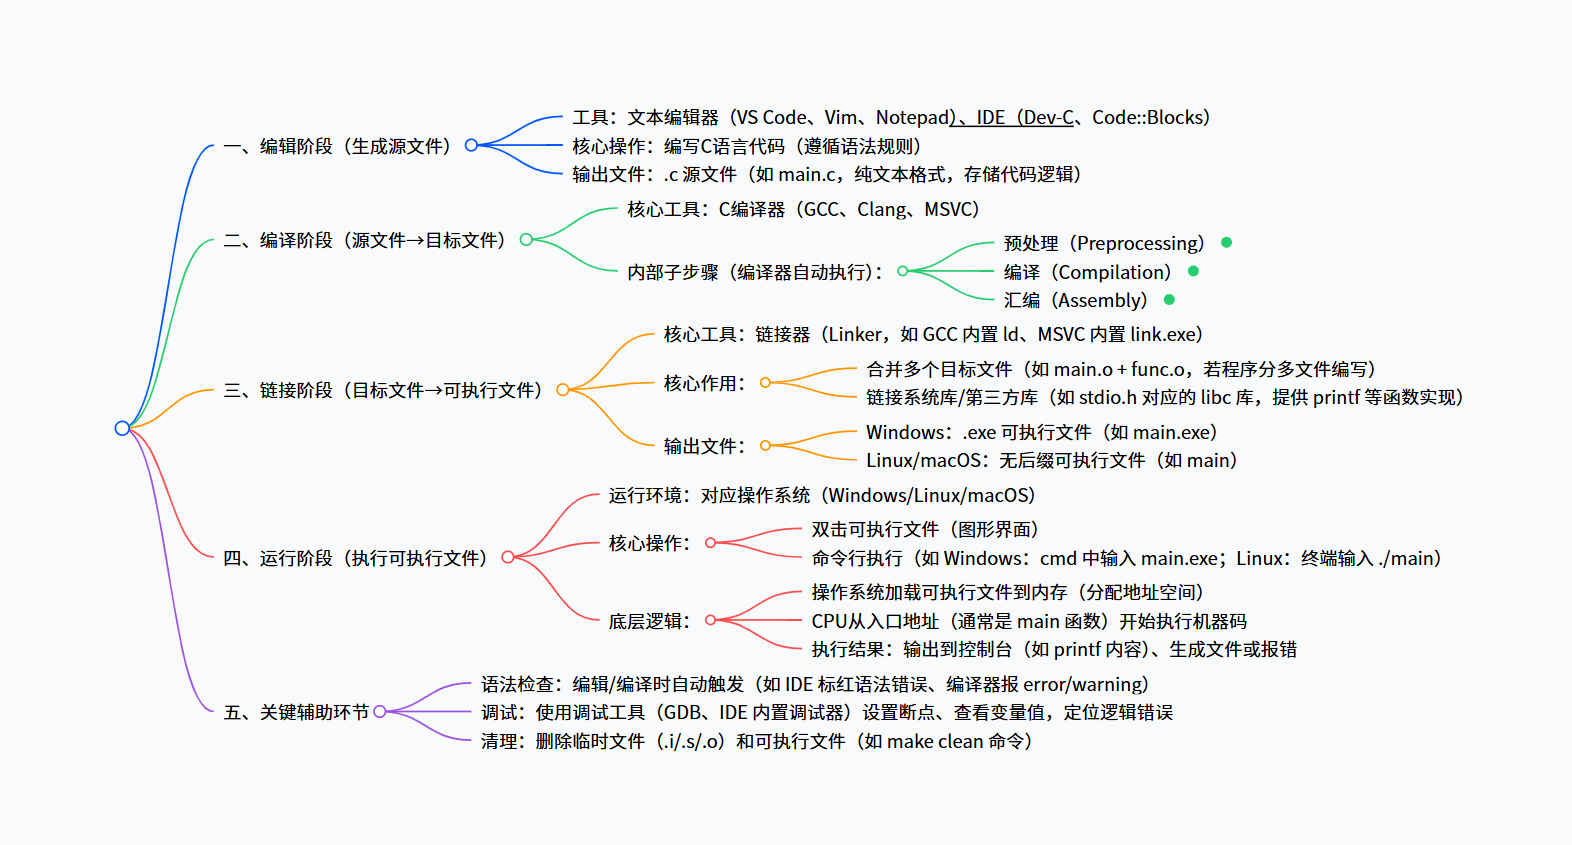 一、编辑阶段（生成源文件）
工具：文本编辑器（VS Code、Vim、Notepad）、IDE（Dev-C、Code::Blocks）
核心操作：编写C语言代码（遵循语法规则）
输出文件：.c 源文件（如 main.c，纯文本格式，存储代码逻辑）
二、编译阶段（源文件→目标文件）
核心工具：C编译器（GCC、Clang、MSVC）
内部子步骤（编译器自动执行）：
预处理（Preprocessing）
编译（Compilation）
汇编（Assembly）
三、链接阶段（目标文件→可执行文件）
核心工具：链接器（Linker，如 GCC 内置 ld、MSVC 内置 link.exe）
核心作用：
合并多个目标文件（如 main.o + func.o，若程序分多文件编写）
链接系统库/第三方库（如 stdio.h 对应的 libc 库，提供 printf 等函数实现）
输出文件：
Windows：.exe 可执行文件（如 main.exe）
Linux/macOS：无后缀可执行文件（如 main）
四、运行阶段（执行可执行文件）
运行环境：对应操作系统（Windows/Linux/macOS）
核心操作：
双击可执行文件（图形界面）
命令行执行（如 Windows：cmd 中输入 main.exe；Linux：终端输入 ./main）
底层逻辑：
操作系统加载可执行文件到内存（分配地址空间）
CPU从入口地址（通常是 main 函数）开始执行机器码
执行结果：输出到控制台（如 printf 内容）、生成文件或报错
五、关键辅助环节
语法检查：编辑/编译时自动触发（如 IDE 标红语法错误、编译器报 error/warning）
调试：使用调试工具（GDB、IDE 内置调试器）设置断点、查看变量值，定位逻辑错误
清理：删除临时文件（.i/.s/.o）和可执行文件（如 make clean 命令）